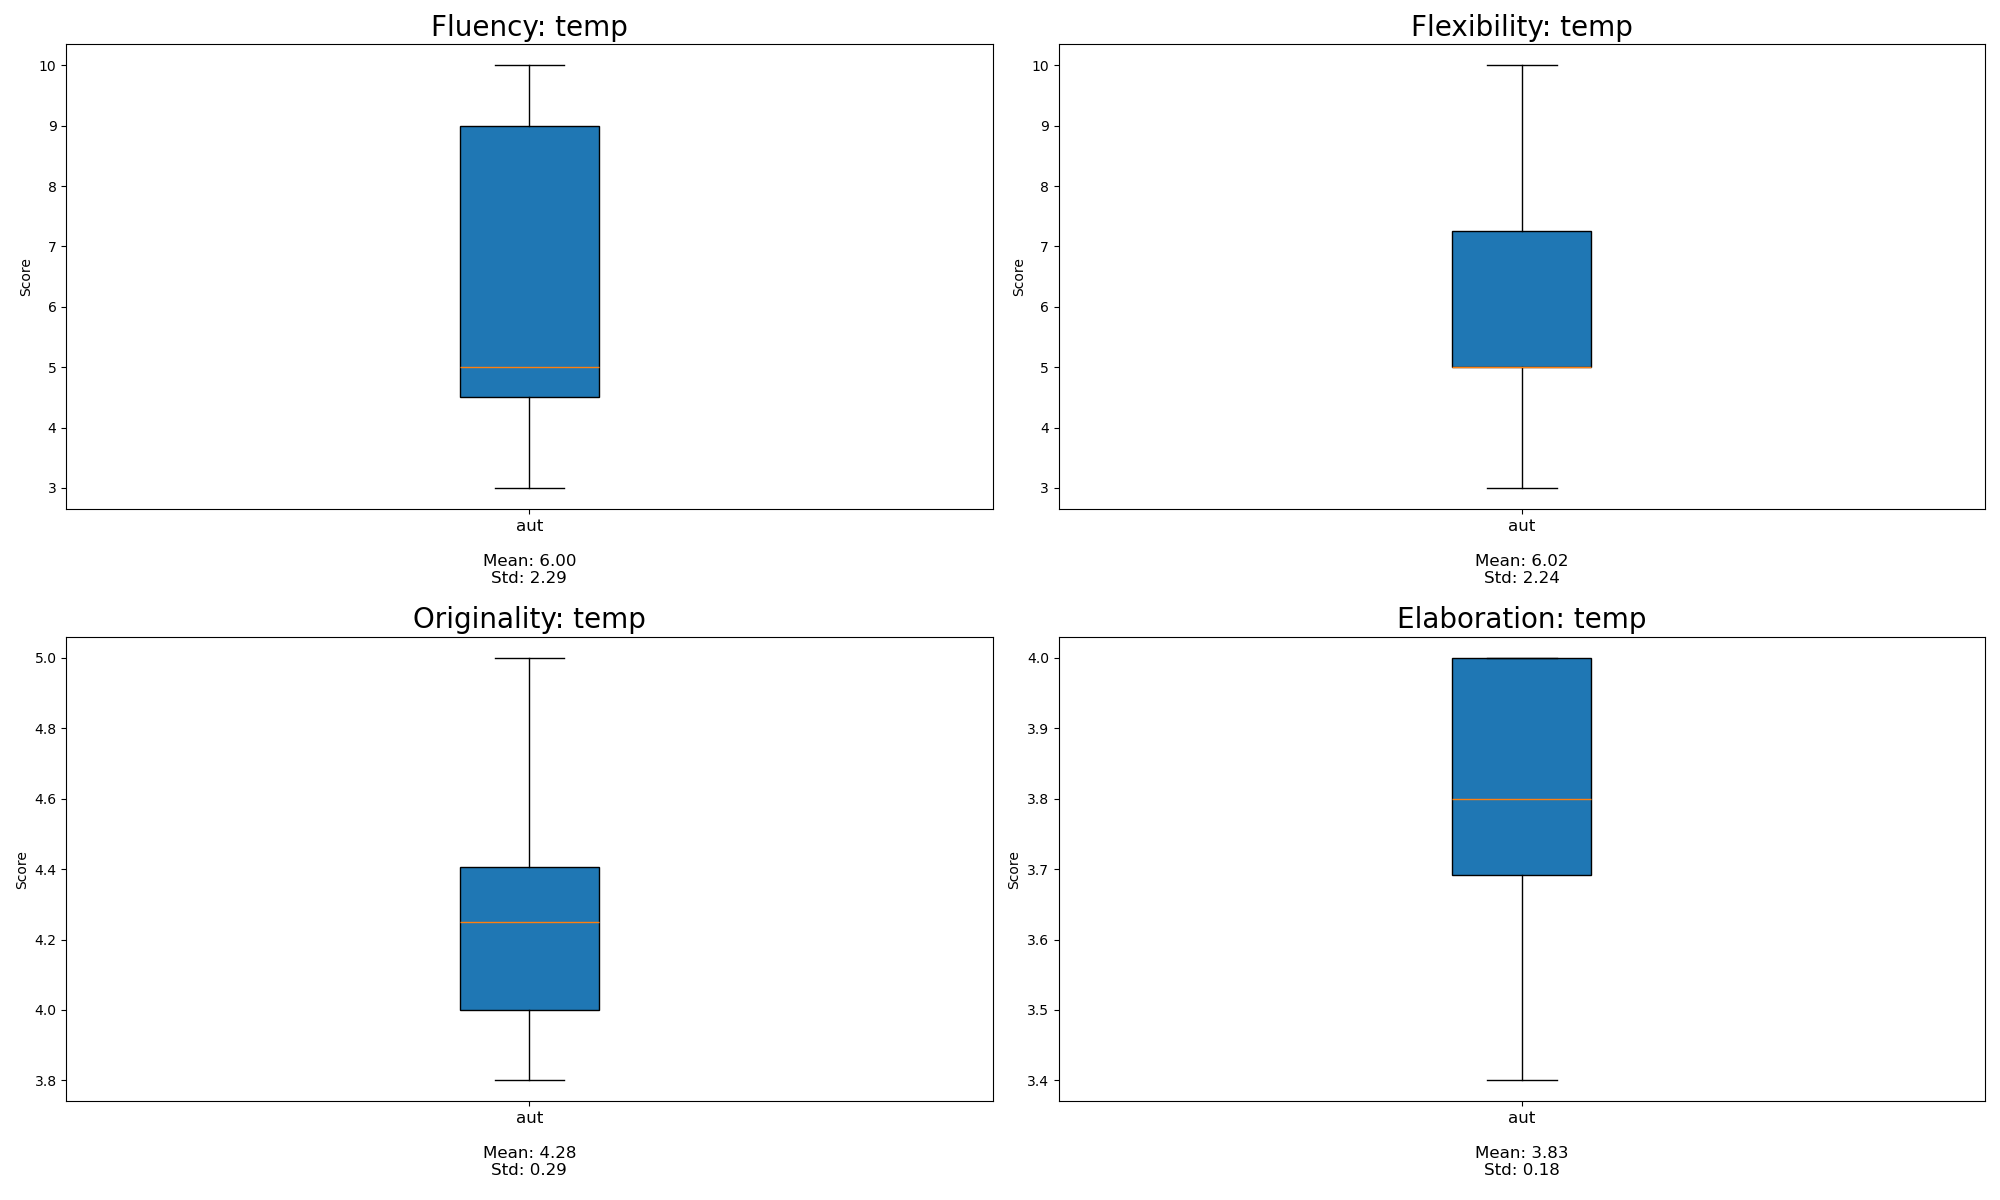 Fluency: temp
10
9
8
7
6
5
4
3
Score
aut
Mean: 6.00
Std: 2.29
Flexibility: temp
10
9
8
7
6
5
4
3
Score
aut
Mean: 6.02
Std: 2.24
Originality: temp
5.0
4.8
4.6
4.4
4.2
4.0
3.8
Score
aut
Mean: 4.28
Std: 0.29
Elaboration: temp
4.0
3.9
3.8
3.7
3.6
3.5
3.4
Score
aut
Mean: 3.83
Std: 0.18